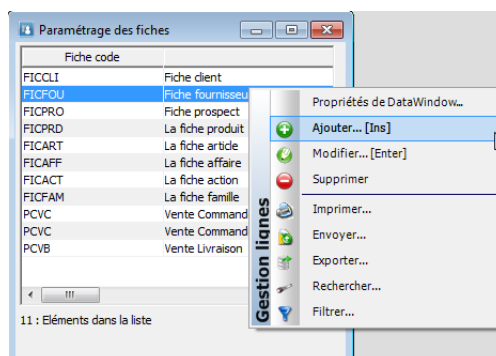 Paramétrage des fiches
Fiche code
FICCLI Fiche client
FICFOU Fiche fournisseu
FICPRO Fiche prospect
FICPRD La fiche produit
FICART La fiche article
FICAFF La fiche affaire
FICACT La fiche action
FICFAM La fiche famille
PCVC Vente Command
PCVC Vente Command
PCVB Vente Livraison
11 : Eléments dans la liste
Gestion lignes
Propriétés de DataWindow...
Ajouter... [Ins]
Modifier... [Enter]
Supprimer
Imprimer...
Envoyer...
Exporter...
Rechercher...
Filtrer...